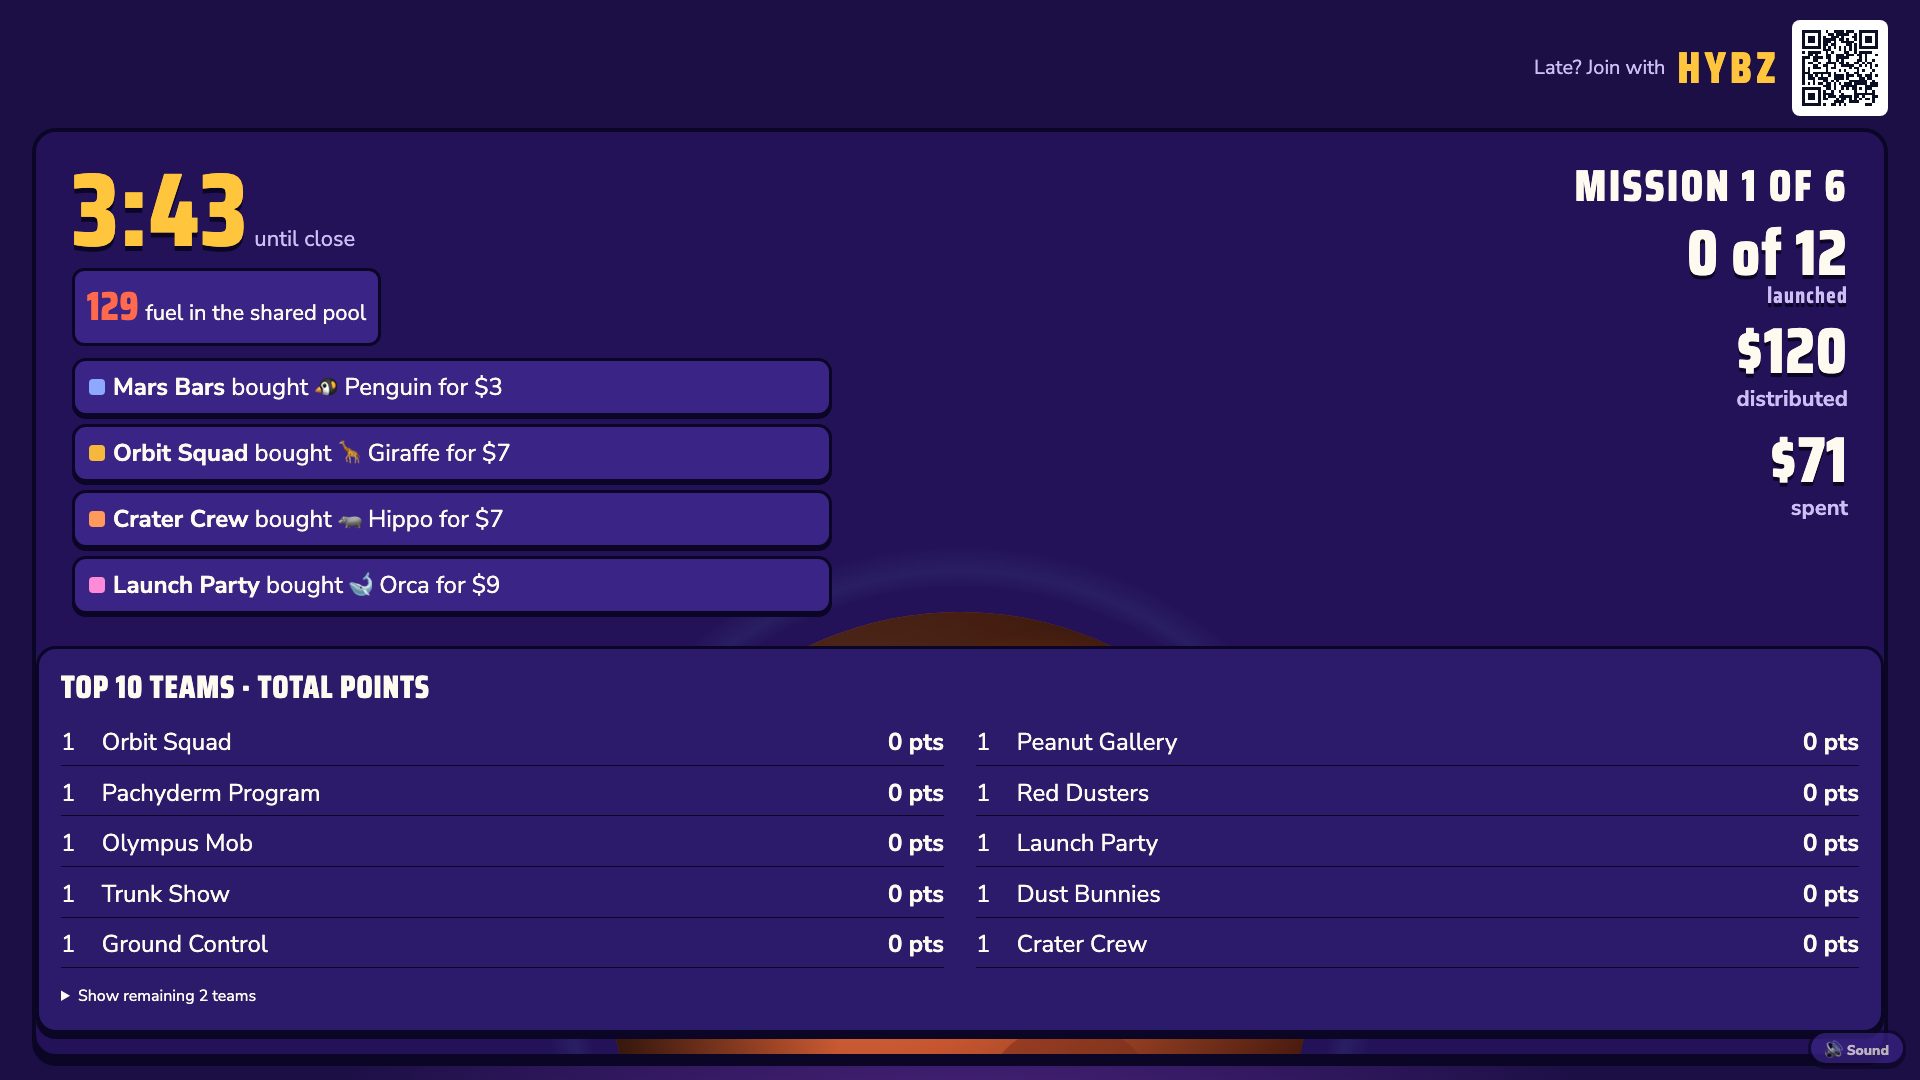 Late? Join with HYBZ
3:43 until close
129 fuel in the shared pool
Mars Bars bought Penguin for $3
Orbit Squad bought Giraffe for $7
Crater Crew bought Hippo for $7
Launch Party bought Orca for $9
MISSION 1 OF 6
0 of 12
launched
$120
distributed
$71
spent
TOP 10 TEAMS · TOTAL POINTS
1 Orbit Squad 0 pts
1 Pachyderm Program 0 pts
1 Olympus Mob 0 pts
1 Trunk Show 0 pts
1 Ground Control 0 pts
1 Peanut Gallery 0 pts
1 Red Dusters 0 pts
1 Launch Party 0 pts
1 Dust Bunnies 0 pts
1 Crater Crew 0 pts
Show remaining 2 teams
Sound